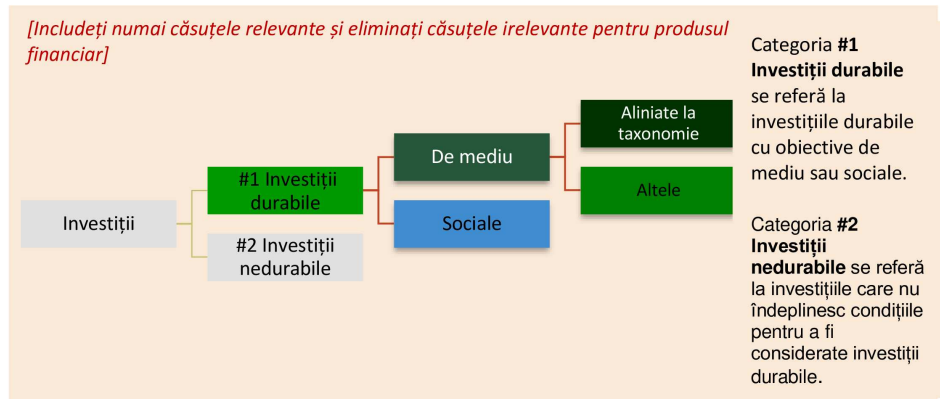 [Includeți numai căsuțele relevante și eliminați căsuțele irelevante pentru produsul
financiar]
Investiții
#1 Investiții
durabile
#2 Investiții
nedurabile
De mediu
Sociale
Aliniate la
taxonomie
Altele
Categoria #1
Investiții durabile
se referă la
investițiile durabile
cu obiective de
mediu sau sociale.
Categoria #2
Investiții
nedurabile se referă
la investițiile care nu
îndeplinesc condițiile
pentru a fi
considerate investiții
durabile.